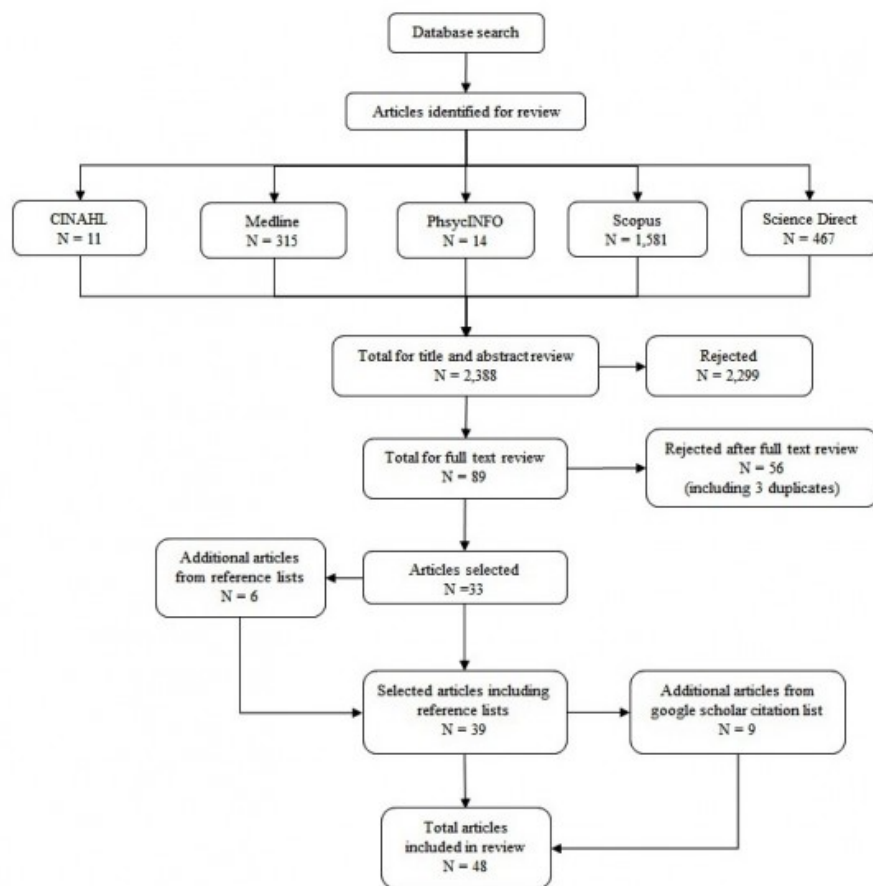 Database search
Articles identified for review
CINAHL
N = 11
Medline
N = 315
PhsycINFO
N = 14
Scopus
N = 1,581
Science Direct
N = 467
Total for title and abstract review
N = 2,388
Rejected
N = 2,299
Total for full text review
N = 89
Rejected after full text review
N = 56
(including 3 duplicates)
Additional articles
from reference lists
N = 6
Articles selected
N =33
Selected articles including
reference lists
N = 39
Additional articles from
google scholar citation list
N = 9
Total articles
included in review
N = 48